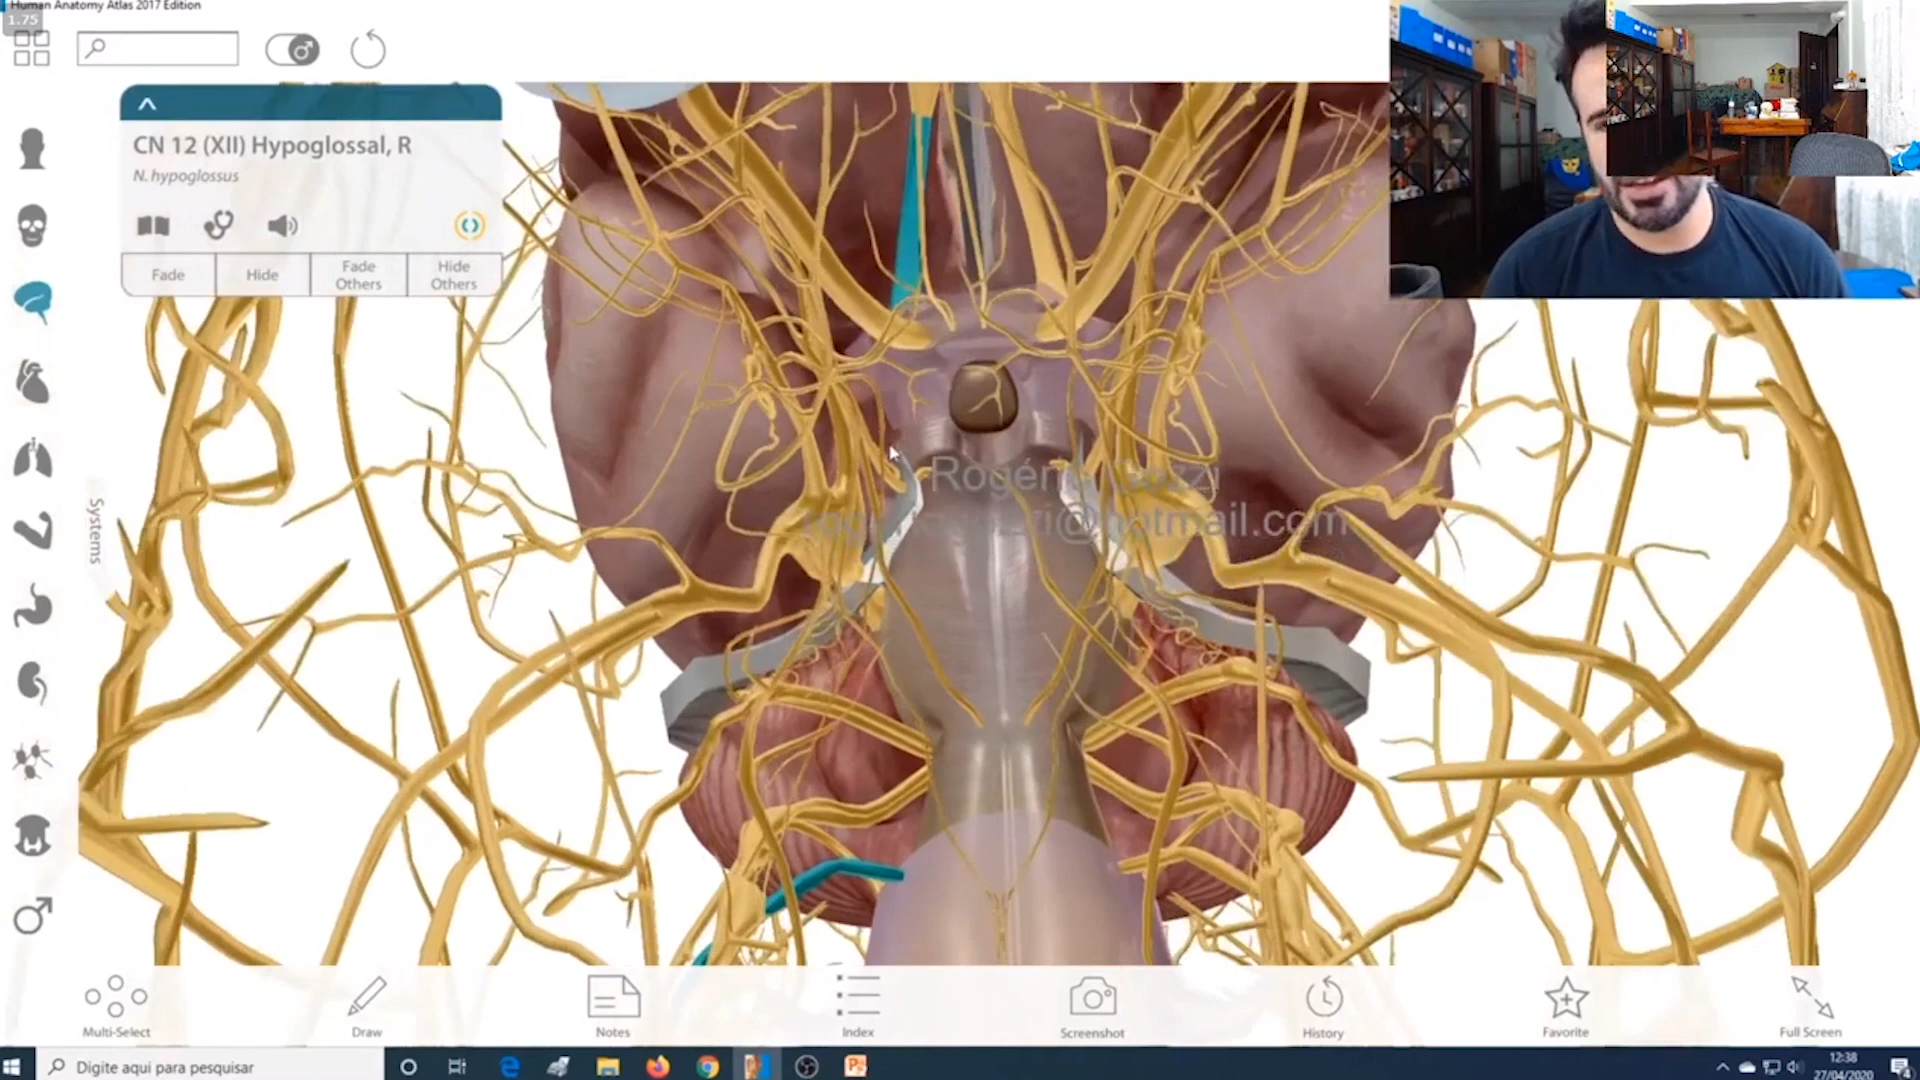 Human Anatomy Atlas 2017 Edition
1.75
CN 12 (XII) Hypoglossal, R
N. hypoglossus
Fade
Hide
Fade Others
Hide Others
Systems
Multi-Select
Draw
Notes
Index
Screenshot
History
Favorite
Full Screen
Digite aqui para pesquisar
12:38
27/04/2020